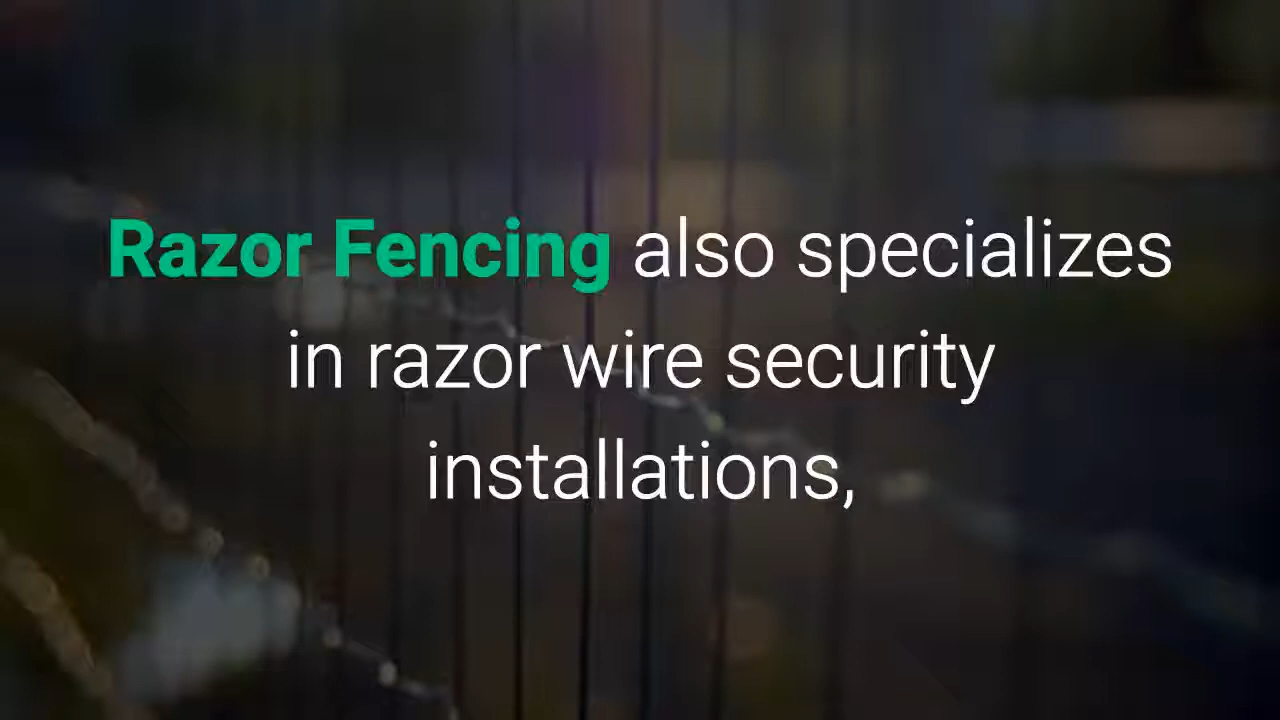 Razor Fencing also specializes
in razor wire security
installations,